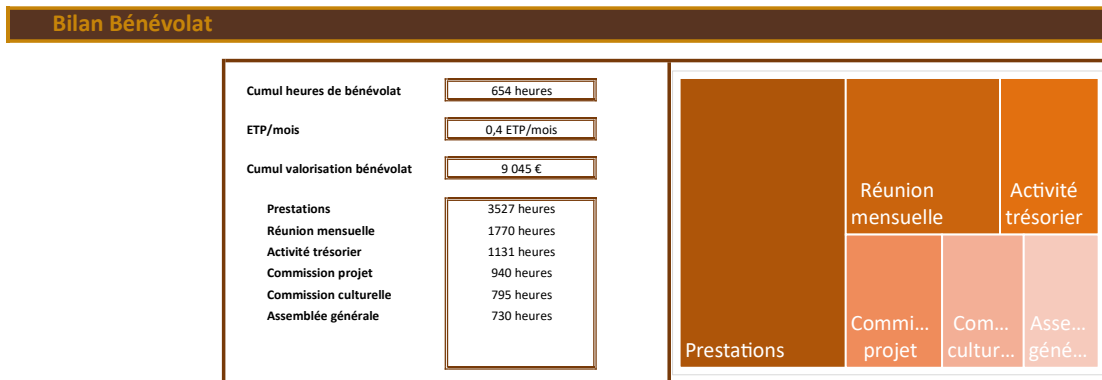 Bilan Bénévolat
Cumul heures de bénévolat 654 heures
ETP/mois 0,4 ETP/mois
Cumul valorisation bénévolat 9 045 €
Prestations 3527 heures
Réunion mensuelle 1770 heures
Activité trésorier 1131 heures
Commission projet 940 heures
Commission culturelle 795 heures
Assemblée générale 730 heures
Prestations
Réunion
mensuelle
Activité
trésorier
Commi...
projet
Com...
cultur...
Asse...
géné...